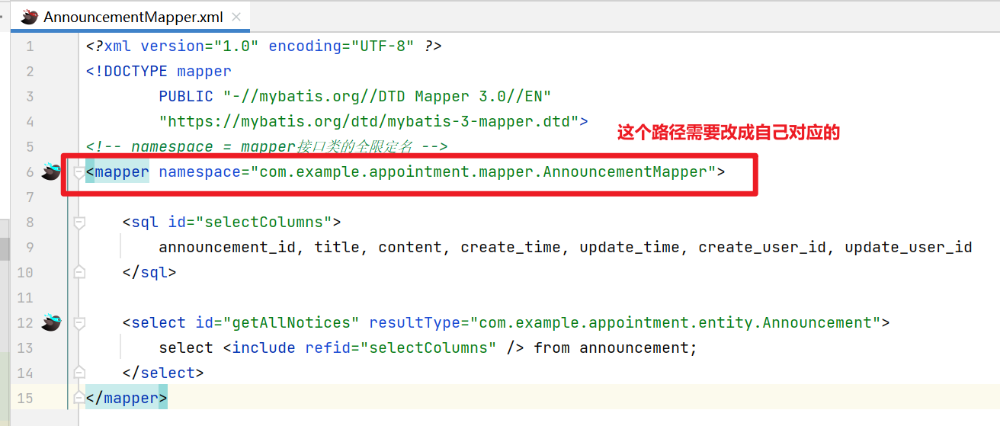 AnnouncementMapper.xml
1 <?xml version="1.0" encoding="UTF-8" ?>
2 <!DOCTYPE mapper
3 PUBLIC "-//mybatis.org//DTD Mapper 3.0//EN"
4 "https://mybatis.org/dtd/mybatis-3-mapper.dtd">
这个路径需要改成自己对应的
5 <!-- namespace = mapper接口类的全限定名 -->
6 <mapper namespace="com.example.appointment.mapper.AnnouncementMapper">
7
8 <sql id="selectColumns">
9 announcement_id, title, content, create_time, update_time, create_user_id, update_user_id
10 </sql>
11
12 <select id="getAllNotices" resultType="com.example.appointment.entity.Announcement">
13 select <include refid="selectColumns" /> from announcement;
14 </select>
15 </mapper>